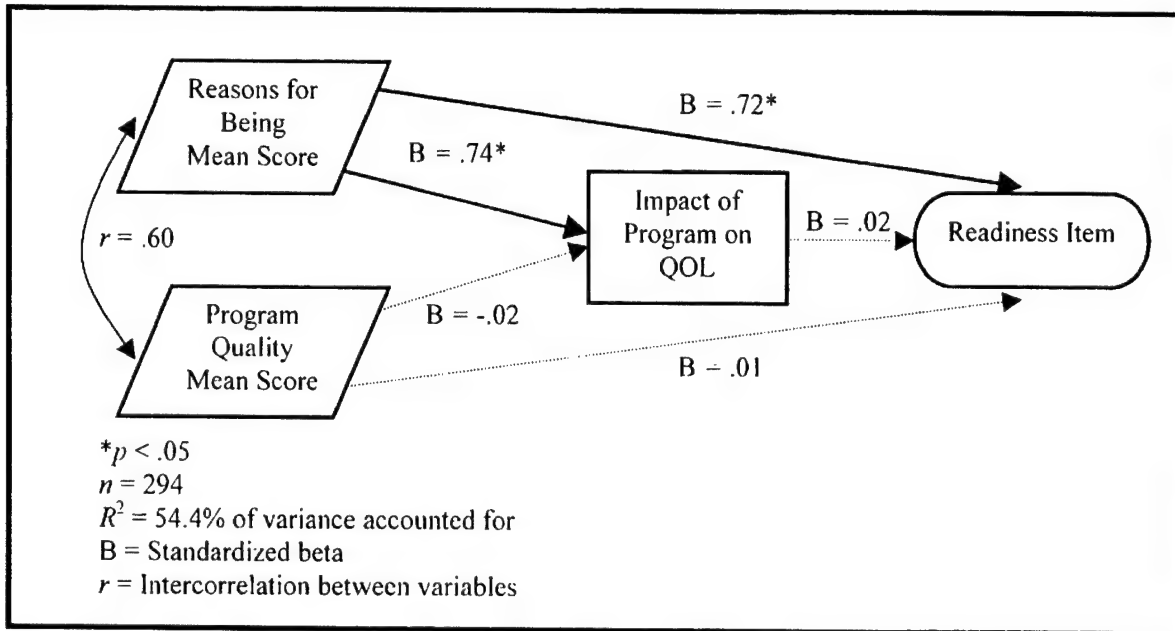 Reasons for
Being
Mean Score
B = .72*
B = .74*
Impact of
Program on
QOL
B = .02
Readiness Item
r = .60
Program
Quality
Mean Score
B = -.02
B - .01
*p < .05
n = 294
R² = 54.4% of variance accounted for
B = Standardized beta
r = Intercorrelation between variables